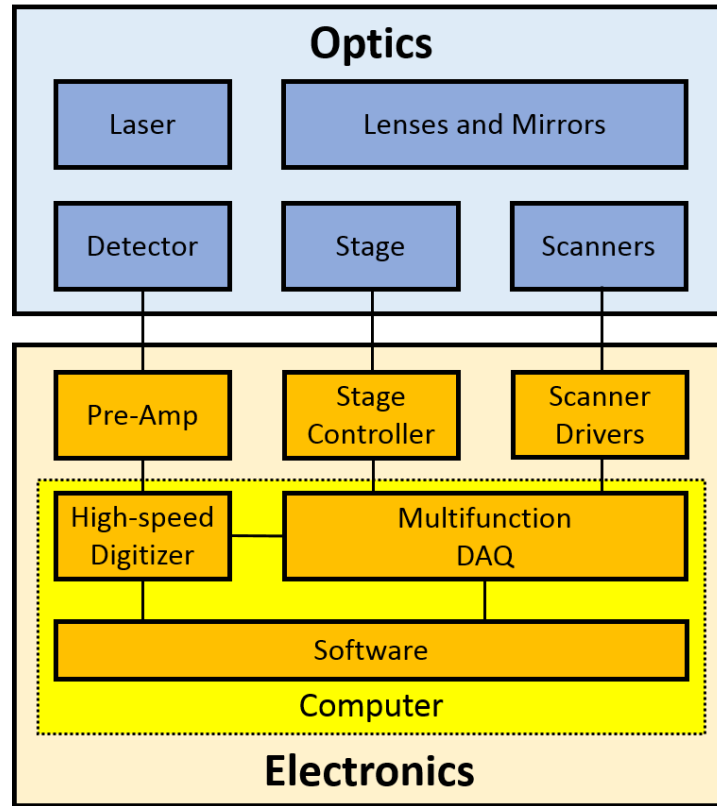 Optics
Laser
Lenses and Mirrors
Detector
Stage
Scanners
Pre-Amp
Stage
Controller
Scanner
Drivers
High-speed
Digitizer
Multifunction
DAQ
Software
Computer
Electronics